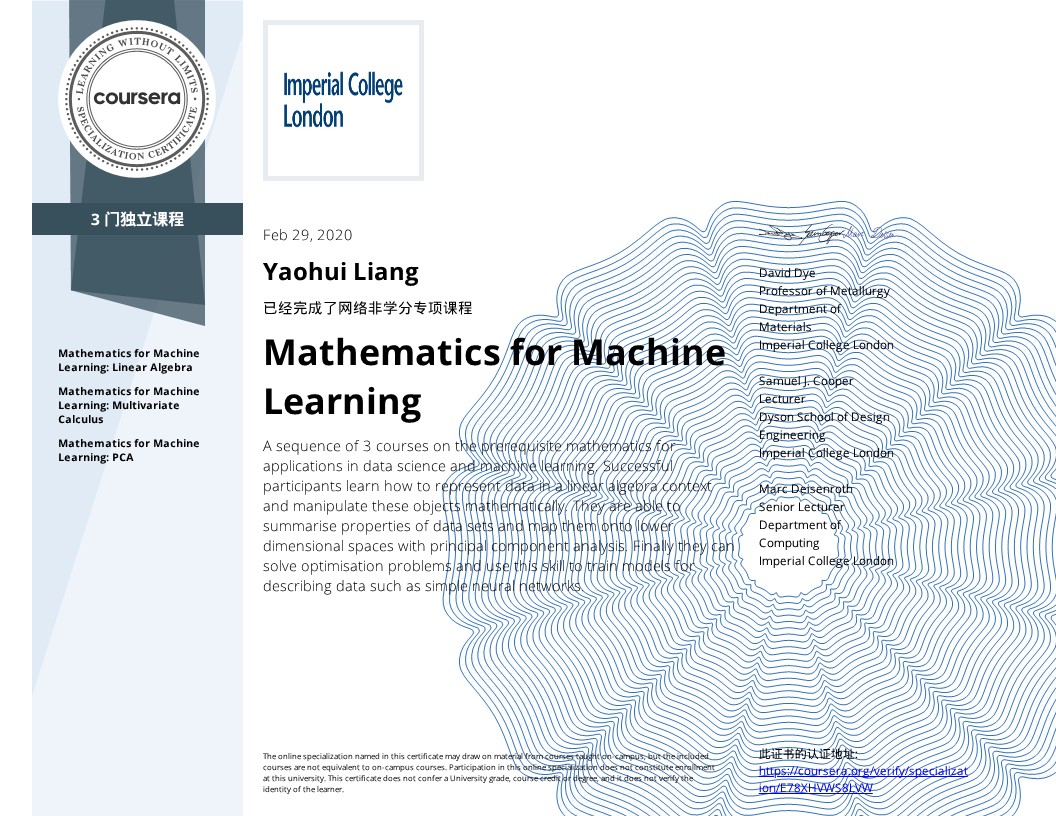 LEARNING WITHOUT LIMITS
coursera
SPECIALIZATION CERTIFICATE
3 门独立课程
Mathematics for Machine
Learning: Linear Algebra
Mathematics for Machine
Learning: Multivariate
Calculus
Mathematics for Machine
Learning: PCA
Imperial College
London
Feb 29, 2020
Yaohui Liang
已经完成了网络非学分专项课程
Mathematics for Machine
Learning
A sequence of 3 courses on the prerequisite mathematics for
applications in data science and machine learning. Successful
participants learn how to represent data in a linear algebra context
and manipulate these objects mathematically. They are able to
summarise properties of data sets and map them onto lower
dimensional spaces with principal component analysis. Finally they can
solve optimisation problems and use this skill to train models for
describing data such as simple neural networks.
David Dye
Professor of Metallurgy
Department of
Materials
Imperial College London
Samuel J. Cooper
Lecturer
Dyson School of Design
Engineering
Imperial College London
Marc Deisenroth
Senior Lecturer
Department of
Computing
Imperial College London
The online specialization named in this certificate may draw on material from courses taught on-campus, but the included
courses are not equivalent to on-campus courses. Participation in this online specialization does not constitute enrollment
at this university. This certificate does not confer a University grade, course credit or degree, and it does not verify the
identity of the learner.
此证书的认证地址:
https://coursera.org/verify/specializat
ion/E78XHVWS8LVW